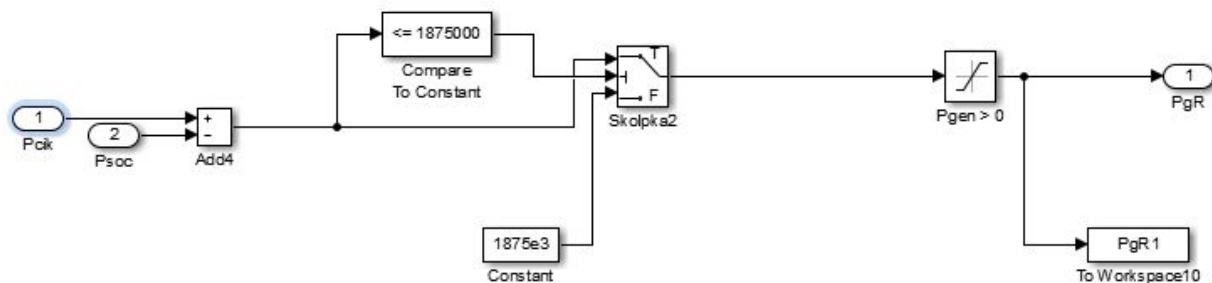 <= 1875000
Compare
To Constant
T
F
Skolpka2
1
Pcik
2
Psoc
+
−
Add4
Pgen > 0
1
PgR
1875e3
Constant
PgR1
To Workspace10